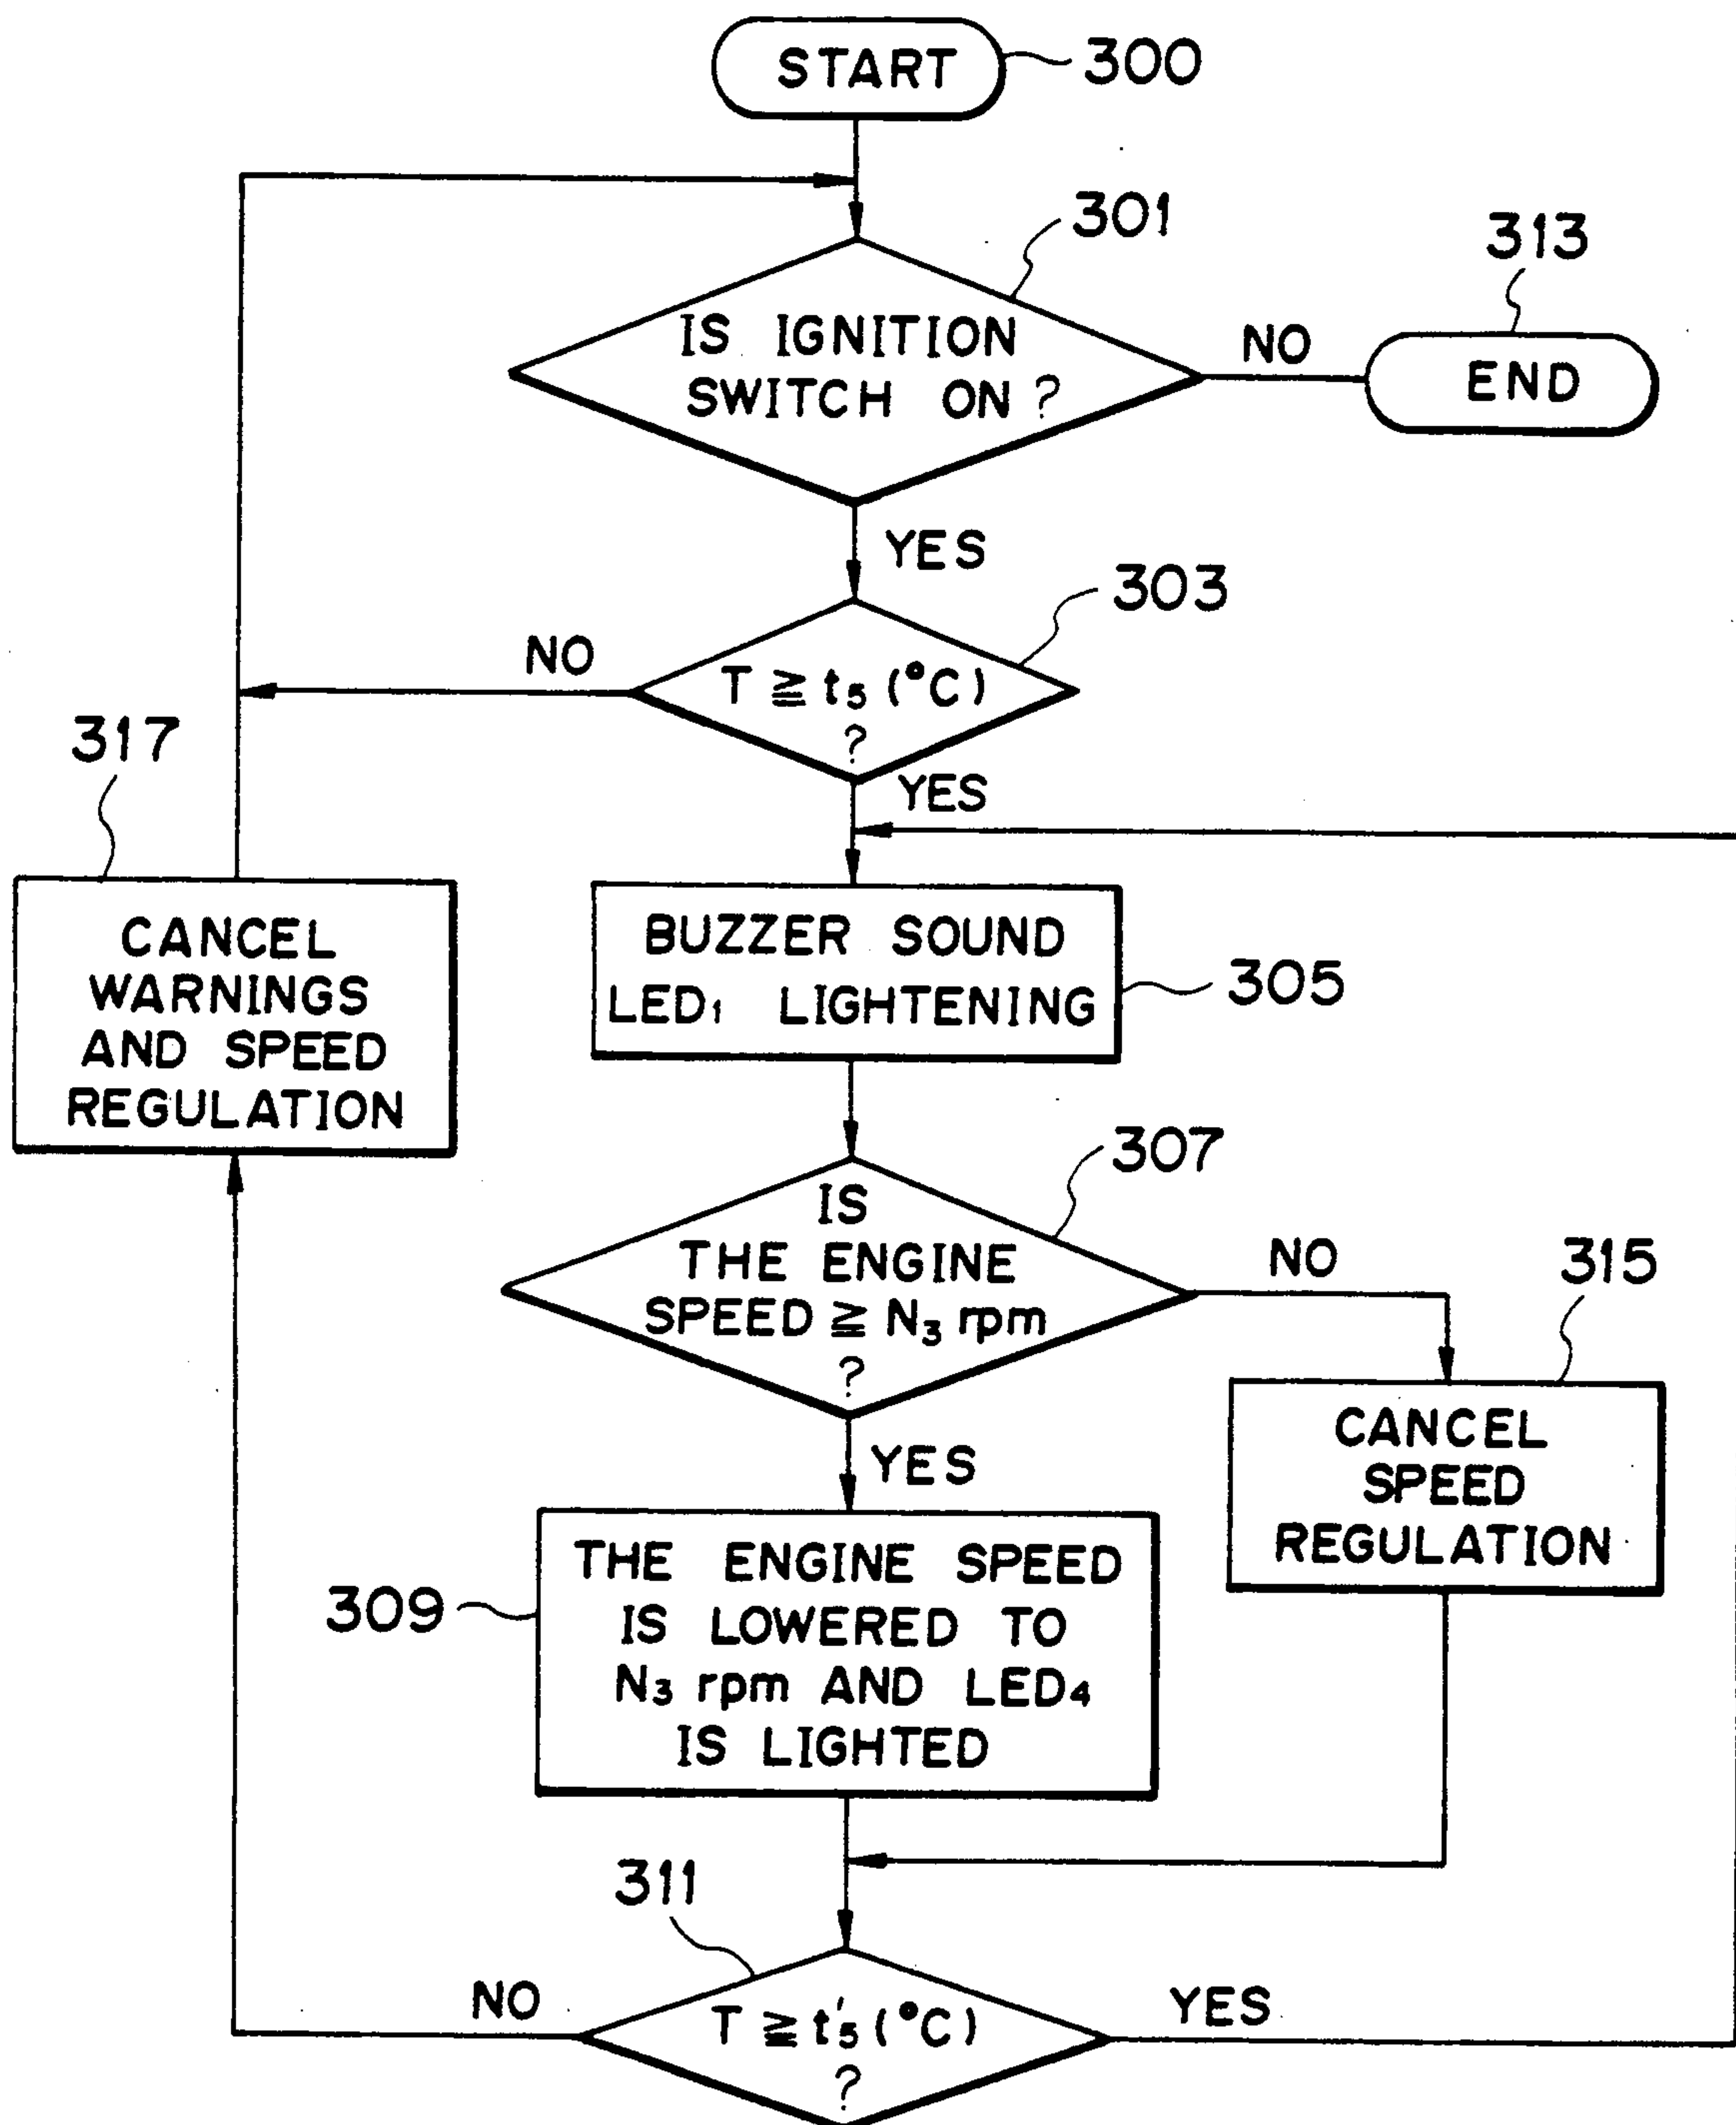 START
300
301
IS IGNITION
SWITCH ON ?
NO
313
END
YES
303
T ≧ t₅ (°C)
?
NO
YES
317
CANCEL
WARNINGS
AND SPEED
REGULATION
BUZZER SOUND
LED₁ LIGHTENING
305
307
IS
THE ENGINE
SPEED ≧ N₃ rpm
?
NO
315
CANCEL
SPEED
REGULATION
YES
309
THE ENGINE SPEED
IS LOWERED TO
N₃ rpm AND LED₄
IS LIGHTED
311
T ≧ t'₅ (°C)
?
NO
YES